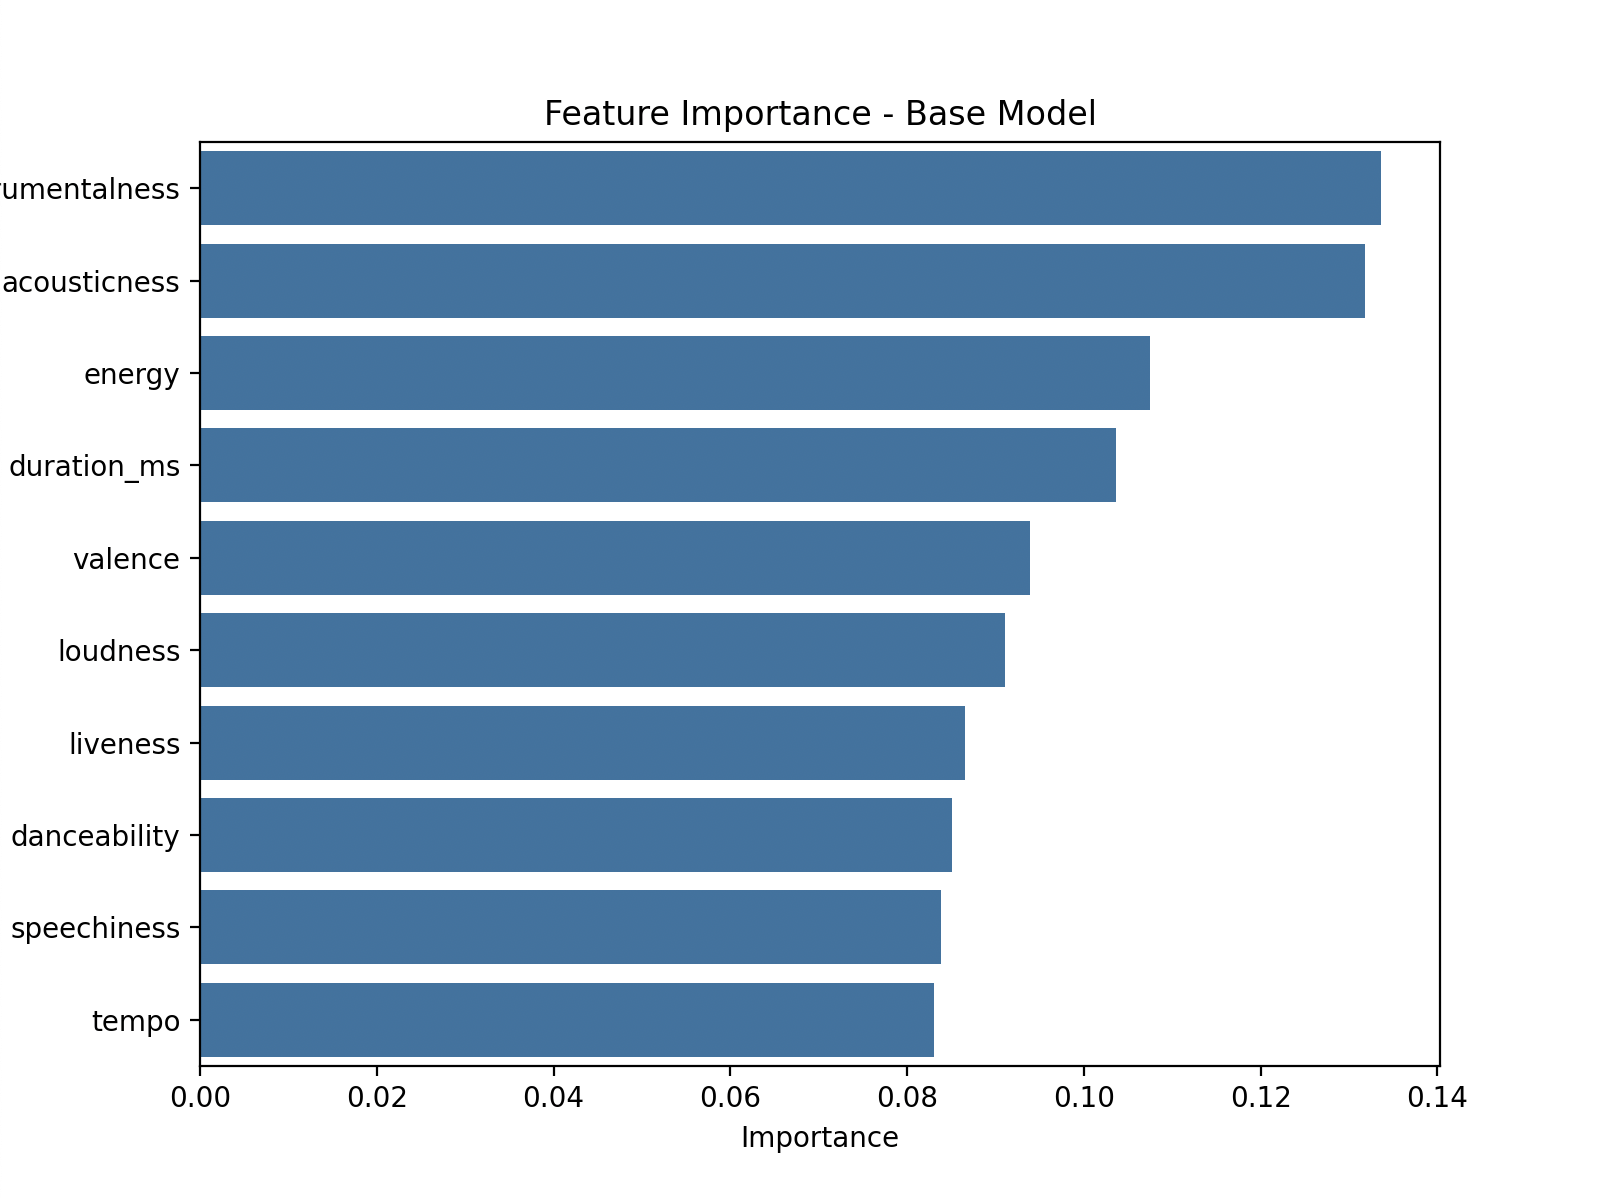 Feature Importance - Base Model
umentalness
acousticness
energy
duration_ms
valence
loudness
liveness
danceability
speechiness
tempo
0.00 0.02 0.04 0.06 0.08 0.10 0.12 0.14
Importance